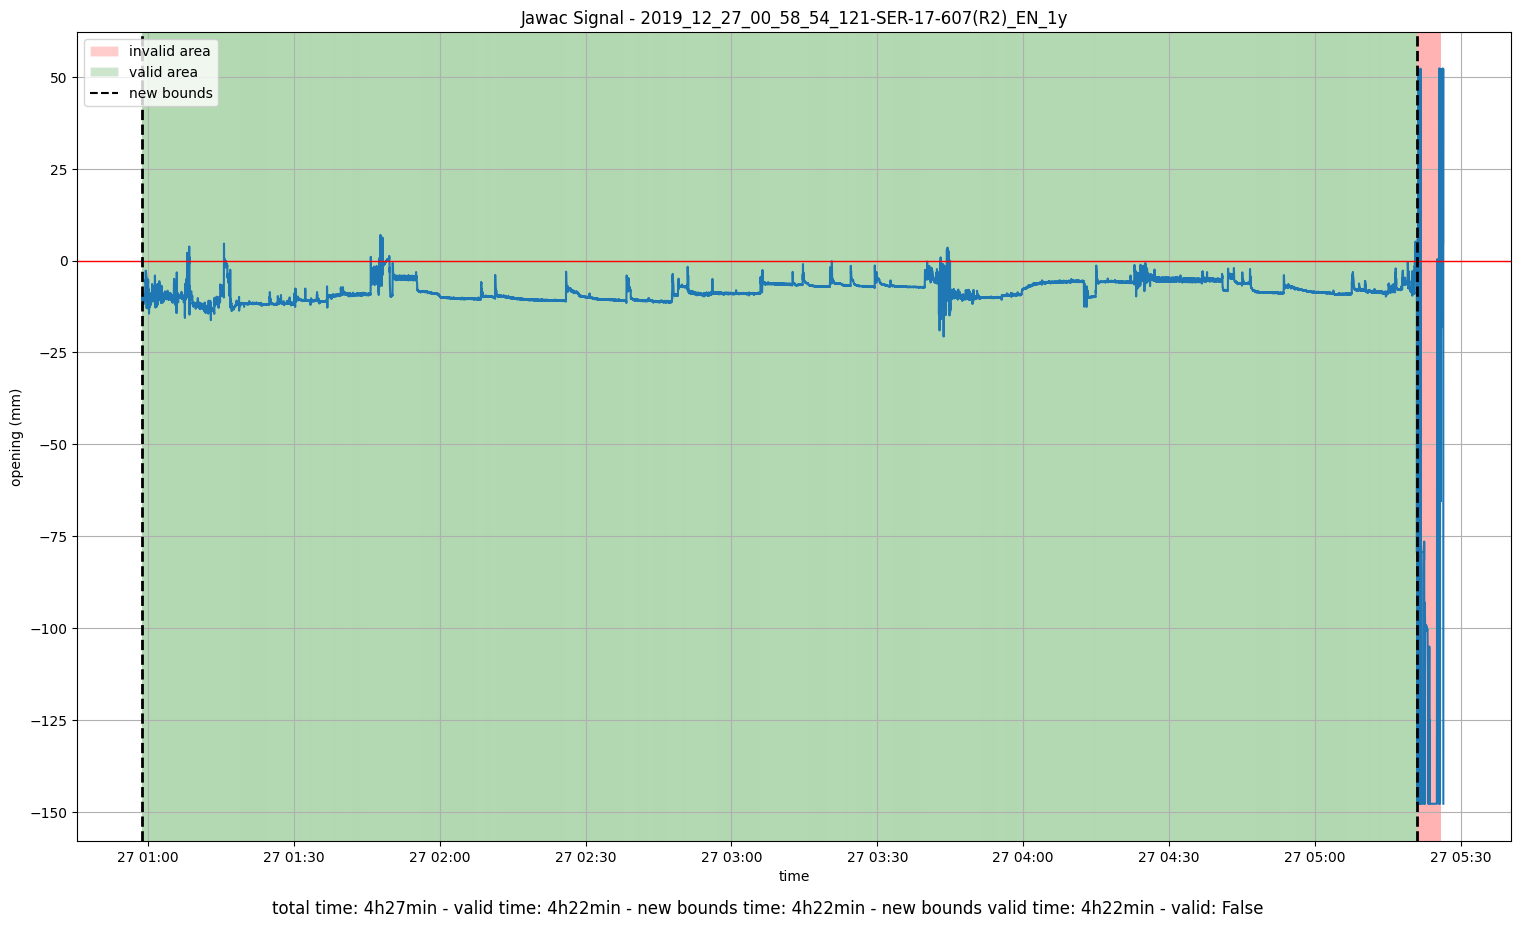 Jawac Signal - 2019_12_27_00_58_54_121-SER-17-607(R2)_EN_1y
invalid area
valid area
new bounds
50
25
0
−25
−50
−75
−100
−125
−150
opening (mm)
27 01:00 27 01:30 27 02:00 27 02:30 27 03:00 27 03:30 27 04:00 27 04:30 27 05:00 27 05:30
time
total time: 4h27min - valid time: 4h22min - new bounds time: 4h22min - new bounds valid time: 4h22min - valid: False